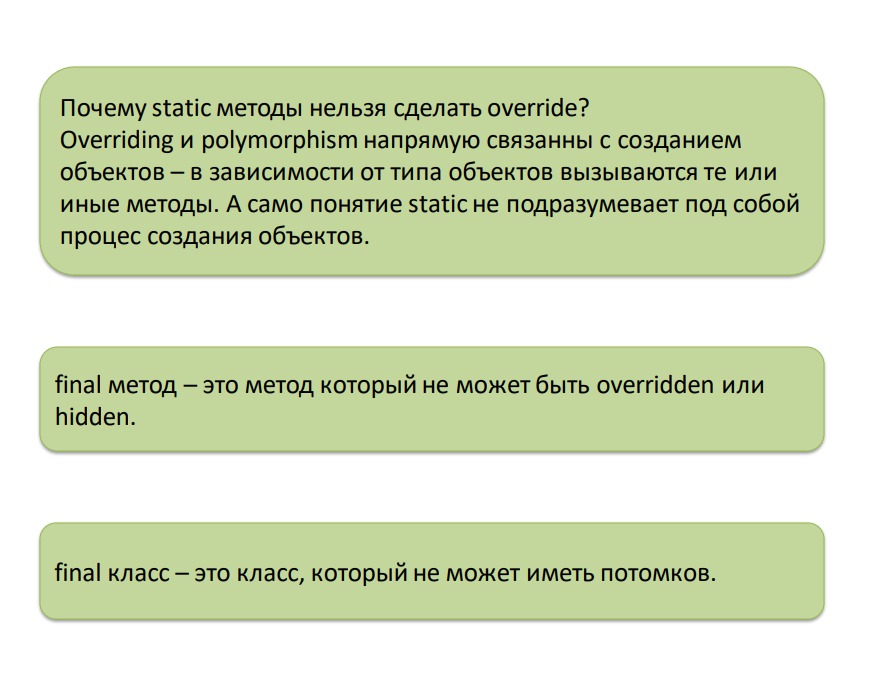 Почему static методы нельзя сделать override?
Overriding и polymorphism напрямую связанны с созданием
объектов – в зависимости от типа объектов вызываются те или
иные методы. А само понятие static не подразумевает под собой
процес создания объектов.
final метод – это метод который не может быть overridden или
hidden.
final класс – это класс, который не может иметь потомков.